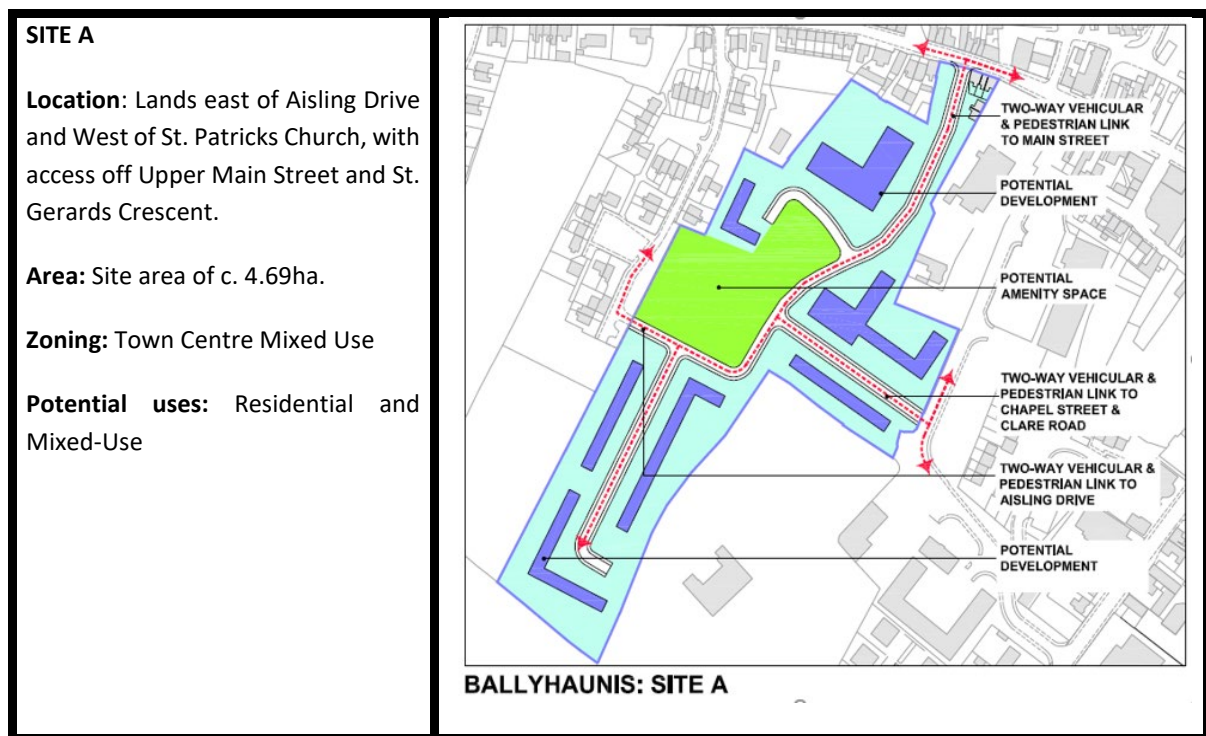 SITE A
Location: Lands east of Aisling Drive
and West of St. Patricks Church, with
access off Upper Main Street and St.
Gerards Crescent.
Area: Site area of c. 4.69ha.
Zoning: Town Centre Mixed Use
Potential uses: Residential and
Mixed-Use
TWO-WAY VEHICULAR
& PEDESTRIAN LINK
TO MAIN STREET
POTENTIAL
DEVELOPMENT
POTENTIAL
AMENITY SPACE
TWO-WAY VEHICULAR &
PEDESTRIAN LINK TO
CHAPEL STREET &
CLARE ROAD
TWO-WAY VEHICULAR &
PEDESTRIAN LINK TO
AISLING DRIVE
POTENTIAL
DEVELOPMENT
BALLYHAUNIS: SITE A